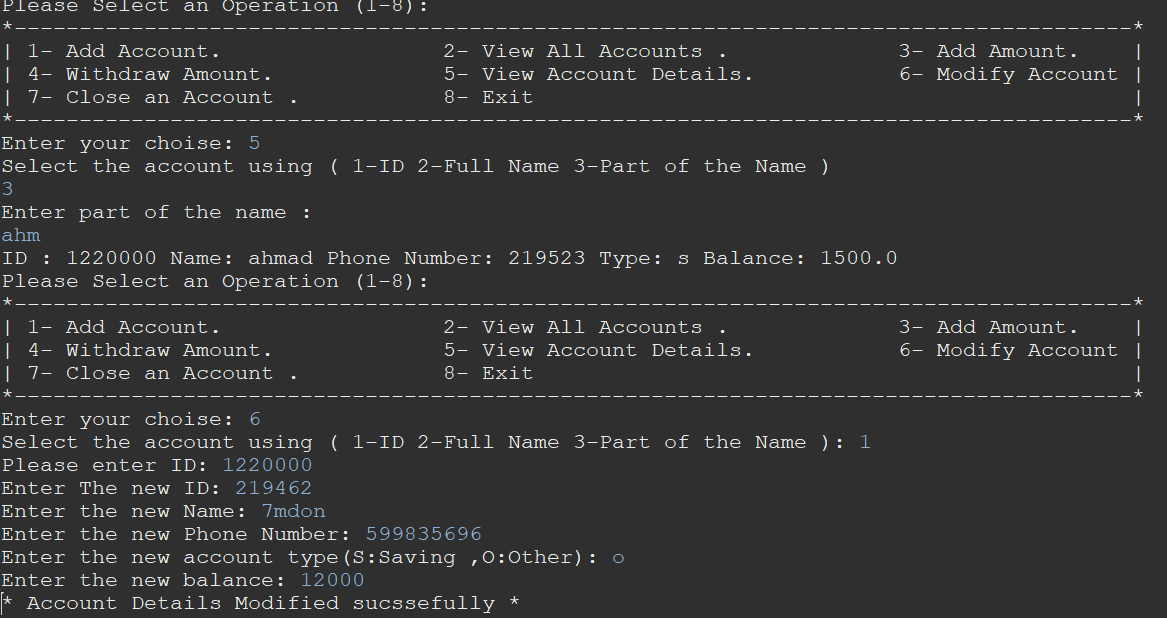 Please Select an Operation (1-8):
*--------------------------------------------------------------------------------------*
| 1- Add Account.                 2- View All Accounts .             3- Add Amount.    |
| 4- Withdraw Amount.             5- View Account Details.           6- Modify Account |
| 7- Close an Account .           8- Exit                                              |
*--------------------------------------------------------------------------------------*
Enter your choise: 5
Select the account using ( 1-ID 2-Full Name 3-Part of the Name )
3
Enter part of the name :
ahm
ID : 1220000 Name: ahmad Phone Number: 219523 Type: s Balance: 1500.0
Please Select an Operation (1-8):
*--------------------------------------------------------------------------------------*
| 1- Add Account.                 2- View All Accounts .             3- Add Amount.    |
| 4- Withdraw Amount.             5- View Account Details.           6- Modify Account |
| 7- Close an Account .           8- Exit                                              |
*--------------------------------------------------------------------------------------*
Enter your choise: 6
Select the account using ( 1-ID 2-Full Name 3-Part of the Name ): 1
Please enter ID: 1220000
Enter The new ID: 219462
Enter the new Name: 7mdon
Enter the new Phone Number: 599835696
Enter the new account type(S:Saving ,O:Other): o
Enter the new balance: 12000
* Account Details Modified sucssefully *